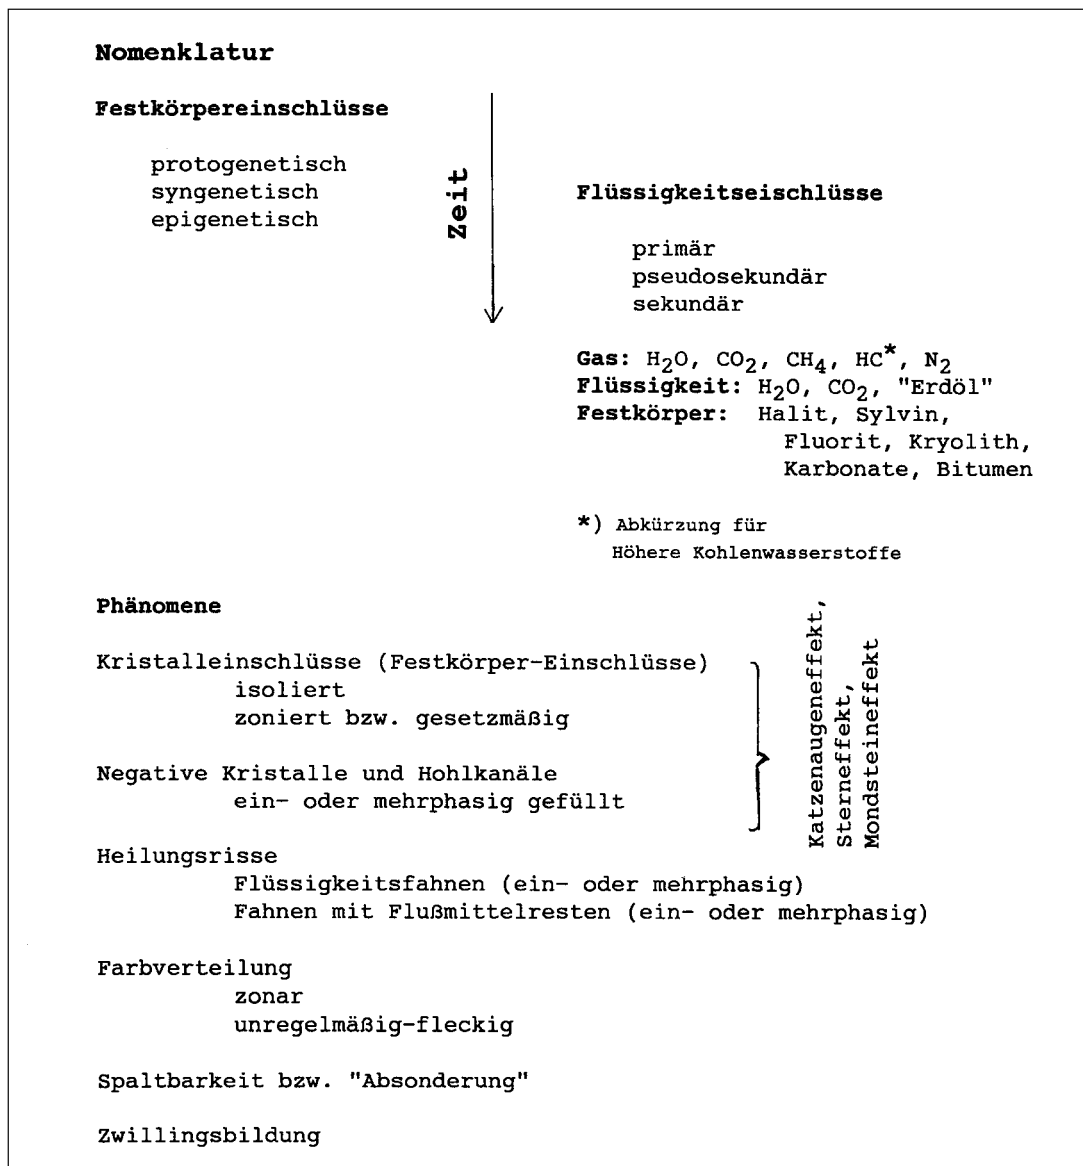 Nomenklatur
Festkörpereinschlüsse
protogenetisch
syngenetisch
epigenetisch
Zeit
Flüssigkeitseischlüsse
primär
pseudosekundär
sekundär
Gas: H₂O, CO₂, CH₄, HC*, N₂
Flüssigkeit: H₂O, CO₂, "Erdöl"
Festkörper: Halit, Sylvin,
Fluorit, Kryolith,
Karbonate, Bitumen
*) Abkürzung für
Höhere Kohlenwasserstoffe
Phänomene
Kristalleinschlüsse (Festkörper-Einschlüsse)
isoliert
zoniert bzw. gesetzmäßig
Negative Kristalle und Hohlkanäle
ein- oder mehrphasig gefüllt
Katzenaugeneffekt,
Sterneffekt,
Mondsteineffekt
Heilungsrisse
Flüssigkeitsfahnen (ein- oder mehrphasig)
Fahnen mit Flußmittelresten (ein- oder mehrphasig)
Farbverteilung
zonar
unregelmäßig-fleckig
Spaltbarkeit bzw. "Absonderung"
Zwillingsbildung